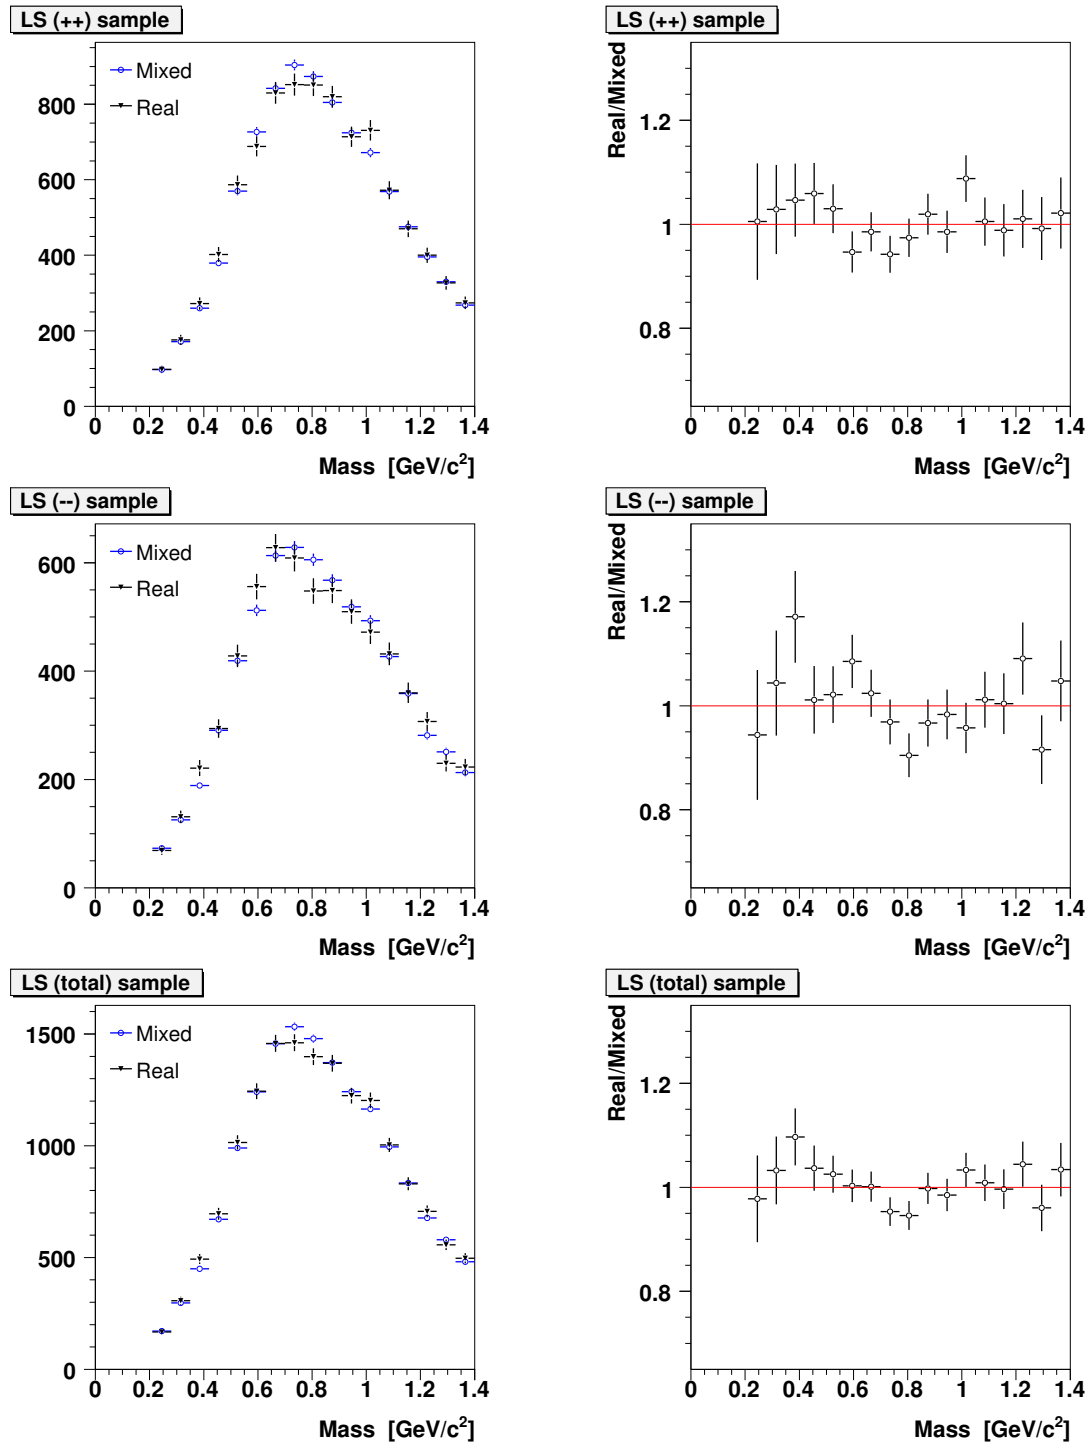 LS (++) sample
Mixed
Real
800
600
400
200
0
0 0.2 0.4 0.6 0.8 1 1.2 1.4
Mass [GeV/c²]
LS (++) sample
Real/Mixed
1.2
1
0.8
0 0.2 0.4 0.6 0.8 1 1.2 1.4
Mass [GeV/c²]
LS (--) sample
Mixed
Real
600
400
200
0
0 0.2 0.4 0.6 0.8 1 1.2 1.4
Mass [GeV/c²]
LS (--) sample
Real/Mixed
1.2
1
0.8
0 0.2 0.4 0.6 0.8 1 1.2 1.4
Mass [GeV/c²]
LS (total) sample
Mixed
Real
1500
1000
500
0
0 0.2 0.4 0.6 0.8 1 1.2 1.4
Mass [GeV/c²]
LS (total) sample
Real/Mixed
1.2
1
0.8
0 0.2 0.4 0.6 0.8 1 1.2 1.4
Mass [GeV/c²]